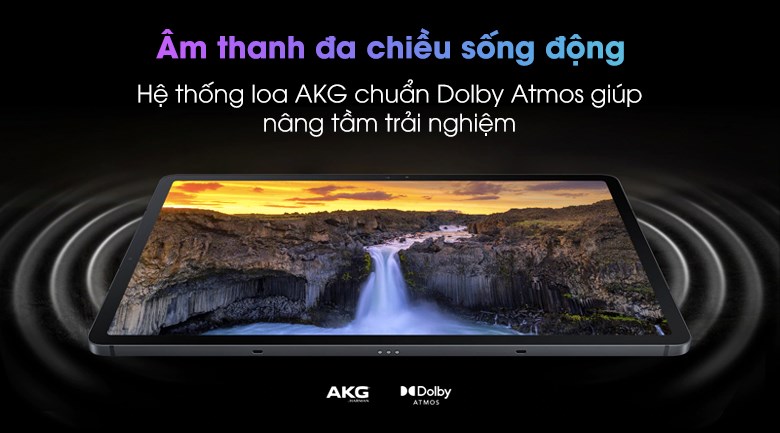 Âm thanh đa chiều sống động
Hệ thống loa AKG chuẩn Dolby Atmos giúp
nâng tầm trải nghiệm
AKG
Dolby
HARMAN
ATMOS